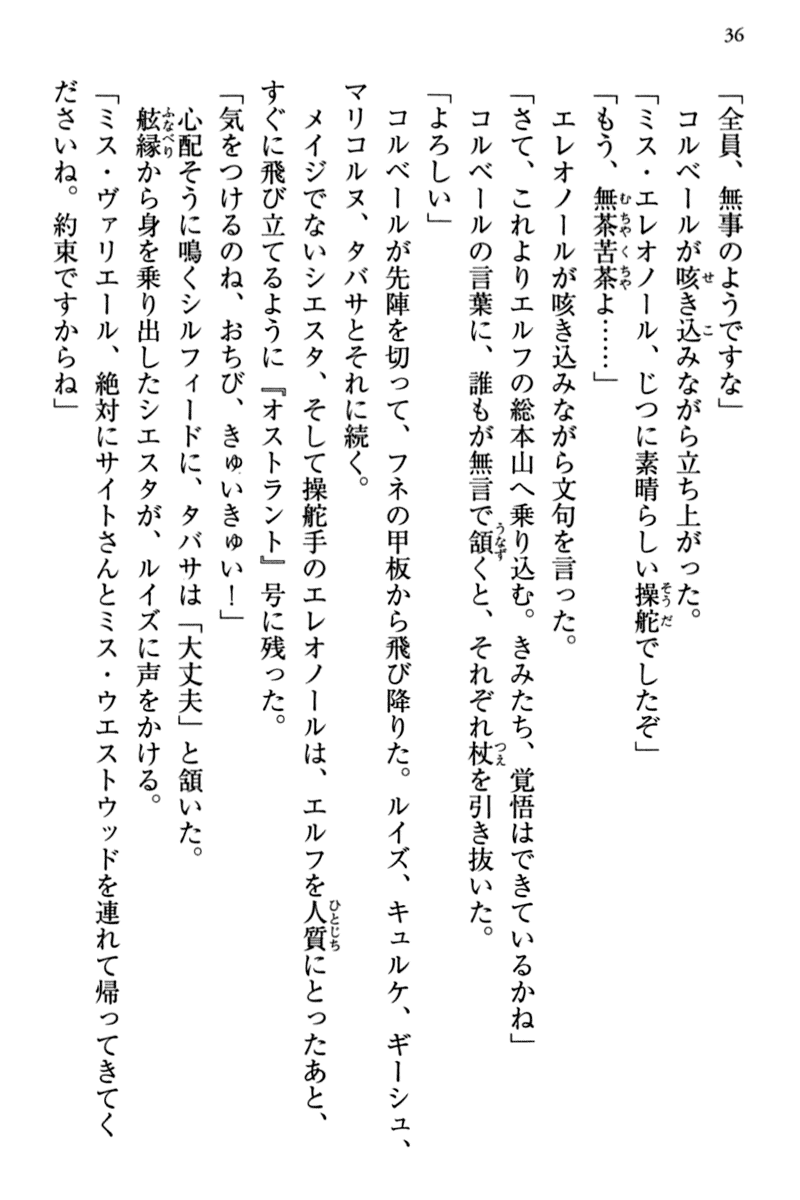 36
「全員、無事のようですな」
コルベールが咳き込みながら立ち上がった。
「ミス・エレオノール、じつに素晴らしい操舵でしたぞ」
「もう、無茶苦茶よ……」
エレオノールが咳き込みながら文句を言った。
「さて、これよりエルフの総本山へ乗り込む。きみたち、覚悟はできているかね」
コルベールの言葉に、誰もが無言で頷くと、それぞれ杖を引き抜いた。
「よろしい」
コルベールが先陣を切って、フネの甲板から飛び降りた。ルイズ、キュルケ、ギーシュ、
マリコルヌ、タバサとそれに続く。
メイジでないシエスタ、そして操舵手のエレオノールは、エルフを人質にとったあと、
すぐに飛び立てるように『オストラント』号に残った。
「気をつけるのね、おちび、きゅいきゅい！」
心配そうに鳴くシルフィードに、タバサは「大丈夫」と頷いた。
舷縁から身を乗り出したシエスタが、ルイズに声をかける。
「ミス・ヴァリエール、絶対にサイトさんとミス・ウエストウッドを連れて帰ってきてく
ださいね。約束ですからね」